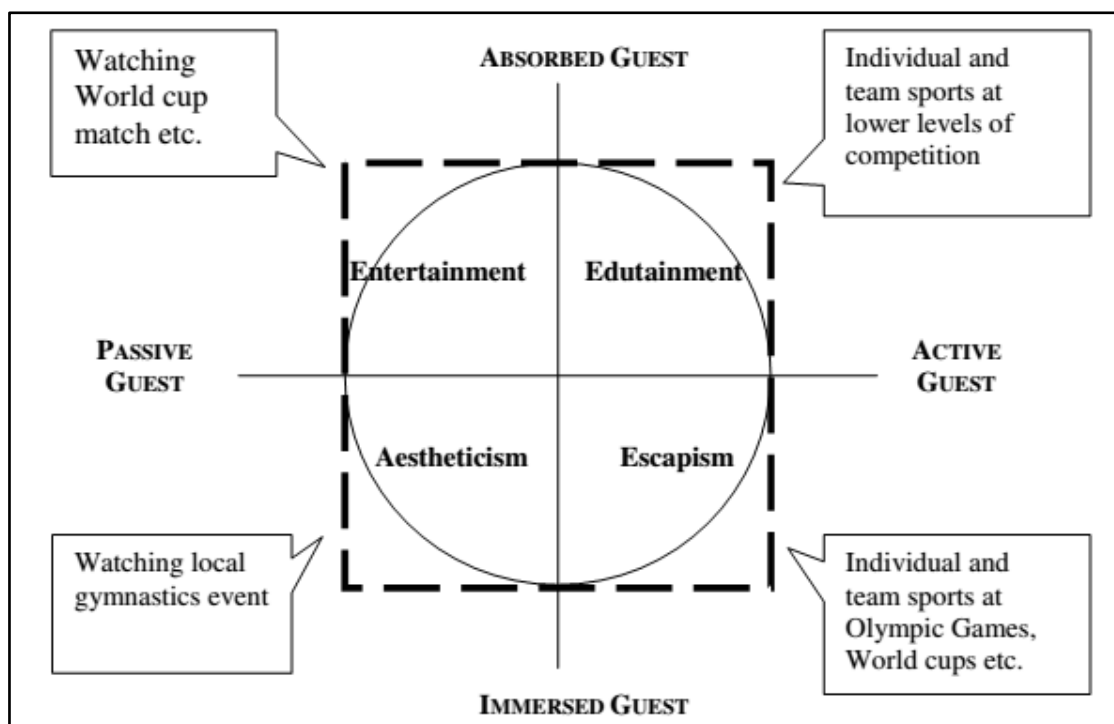 Watching
World cup
match etc.
ABSORBED GUEST
Individual and
team sports at
lower levels of
competition
Entertainment
Edutainment
PASSIVE
GUEST
ACTIVE
GUEST
Aestheticism
Escapism
Watching local
gymnastics event
Individual and
team sports at
Olympic Games,
World cups etc.
IMMERSED GUEST